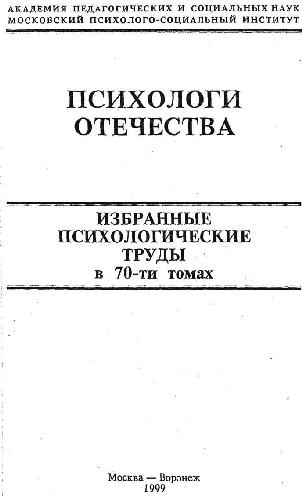 АКАДЕМИЯ ПЕДАГОГИЧЕСКИХ И СОЦИАЛЬНЫХ НАУК
МОСКОВСКИЙ ПСИХОЛОГО-СОЦИАЛЬНЫЙ ИНСТИТУТ
ПСИХОЛОГИ
ОТЕЧЕСТВА
ИЗБРАННЫЕ
ПСИХОЛОГИЧЕСКИЕ
ТРУДЫ
в 70-ти томах
Москва — Воронеж
1999